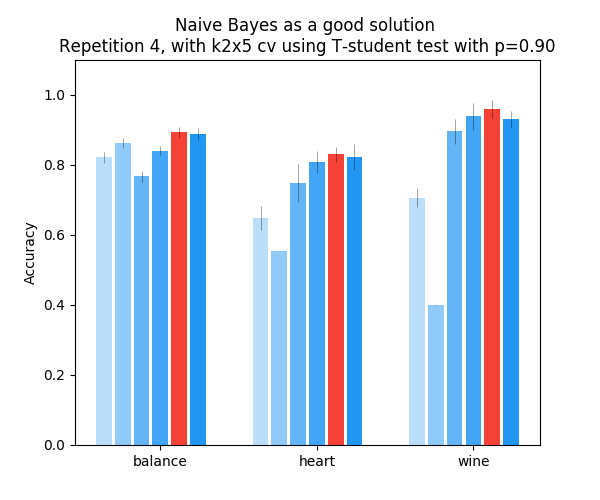 Naive Bayes as a good solution
Repetition 4, with k2x5 cv using T-student test with p=0.90
1.0
0.8
0.6
0.4
0.2
0.0
Accuracy
balance heart wine